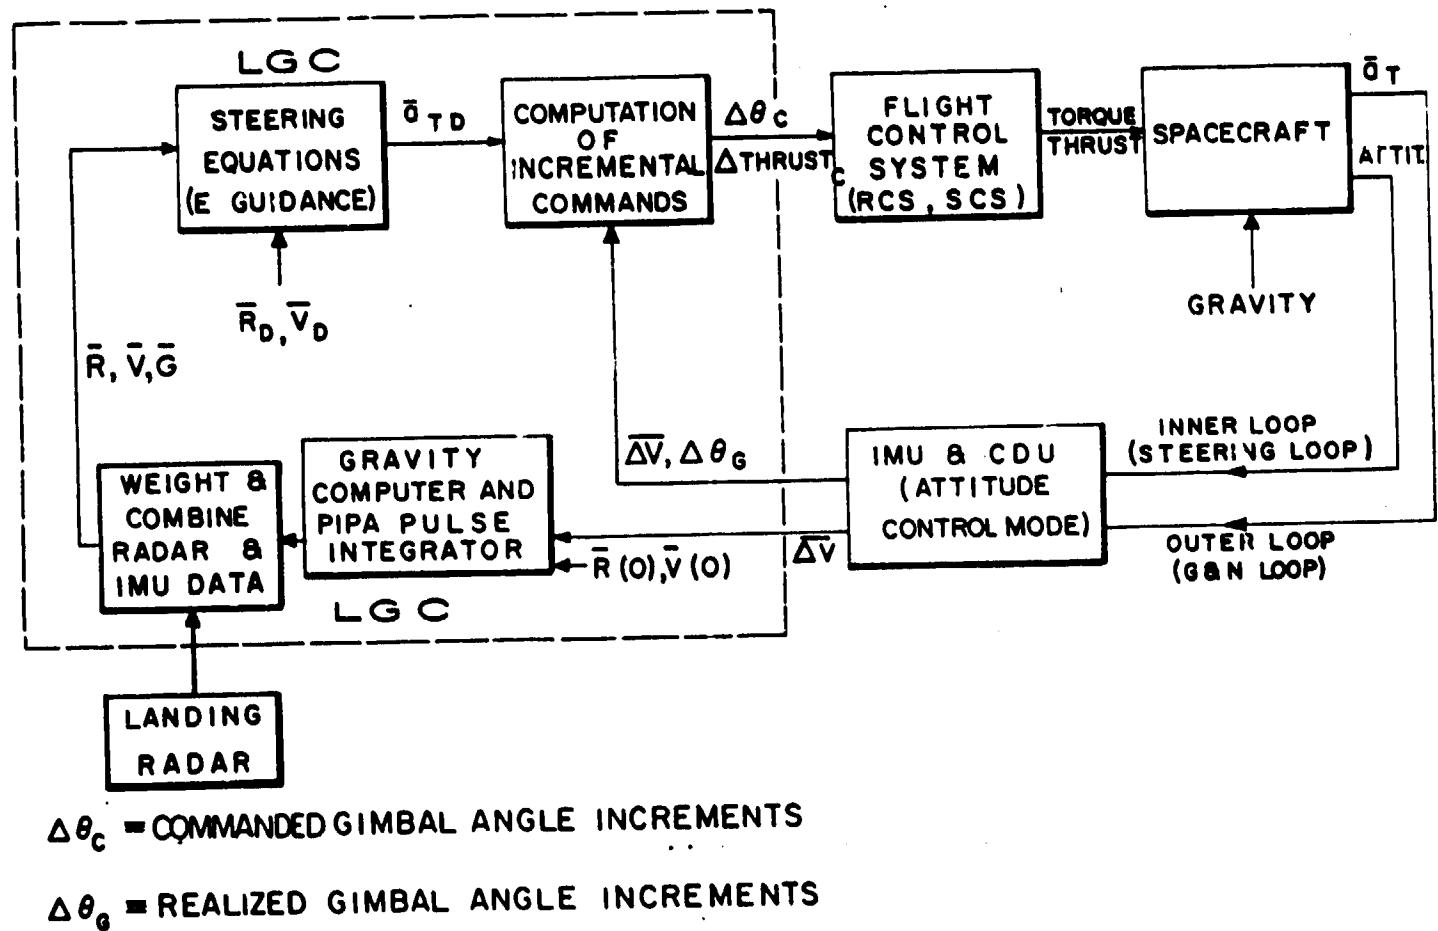 LGC
STEERING
EQUATIONS
(E GUIDANCE)
a̅ T D
COMPUTATION
OF
INCREMENTAL
COMMANDS
Δθ C
ΔTHRUST C
FLIGHT
CONTROL
SYSTEM
(RCS, SCS)
TORQUE
THRUST
SPACECRAFT
a̅ T
ATTIT.
GRAVITY
R̅ D, V̅ D
R̅, V̅, G̅
WEIGHT &
COMBINE
RADAR &
IMU DATA
GRAVITY
COMPUTER AND
PIPA PULSE
INTEGRATOR
ΔV̅, Δθ G
ΔV̅
R̅(0), V̅(0)
IMU & CDU
(ATTITUDE
CONTROL MODE)
INNER LOOP
(STEERING LOOP)
OUTER LOOP
(G&N LOOP)
LGC
LANDING
RADAR
Δθ C = COMMANDED GIMBAL ANGLE INCREMENTS
Δθ G = REALIZED GIMBAL ANGLE INCREMENTS